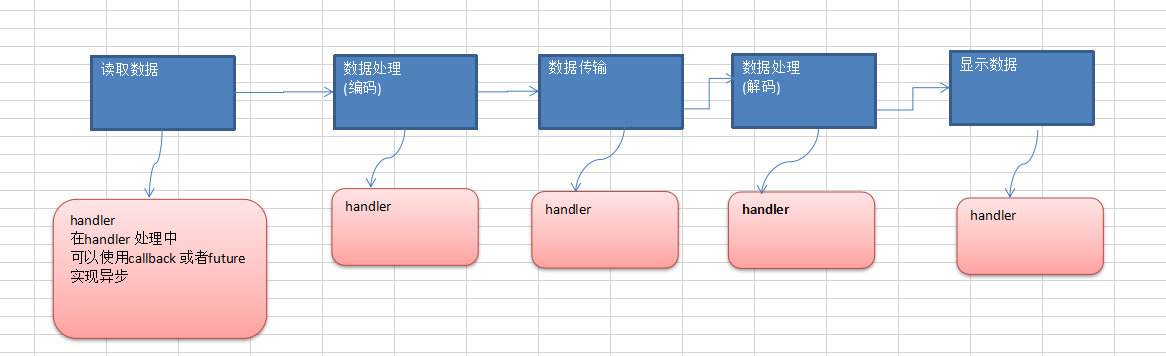 读取数据
数据处理
(编码)
数据传输
数据处理
(解码)
显示数据
handler
在handler 处理中
可以使用callback 或者future
实现异步
handler
handler
handler
handler